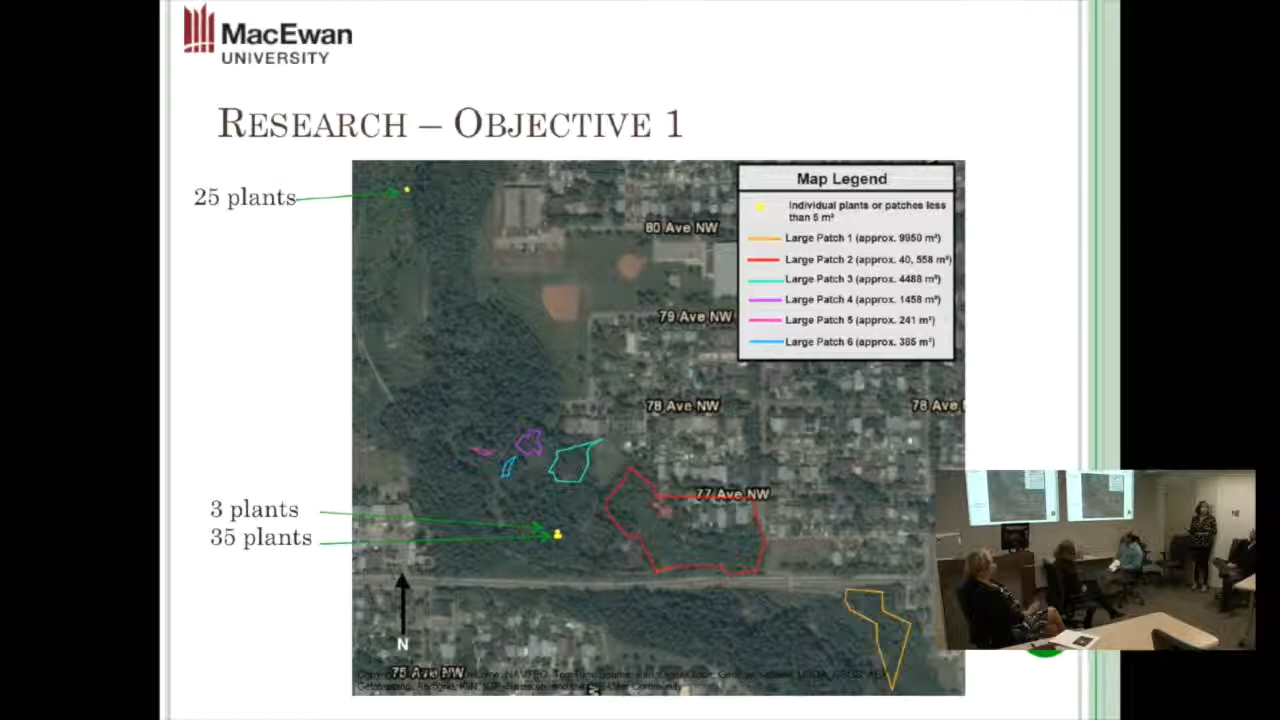 MacEwan
UNIVERSITY
RESEARCH – OBJECTIVE 1
25 plants
3 plants
35 plants
80 Ave NW
79 Ave NW
78 Ave NW
78 Ave
77 Ave NW
75 Ave NW
N
Map Legend
Individual plants or patches less
than 5 m²
Large Patch 1 (approx. 9950 m²)
Large Patch 2 (approx. 40, 558 m²)
Large Patch 3 (approx. 4488 m²)
Large Patch 4 (approx. 1458 m²)
Large Patch 5 (approx. 241 m²)
Large Patch 6 (approx. 385 m²)